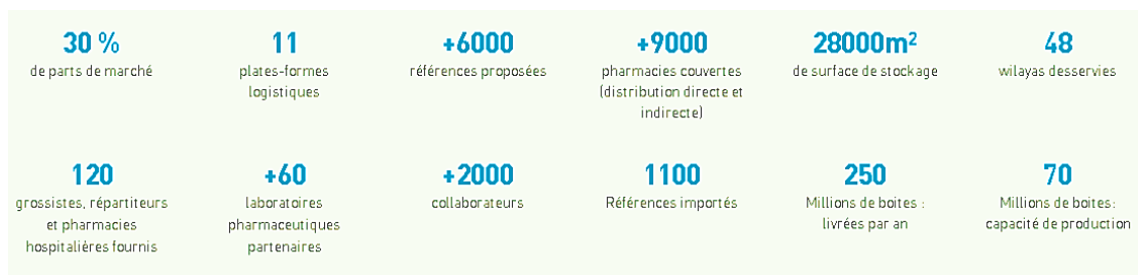 30 %
de parts de marché
11
plates-formes
logistiques
+6000
références proposées
+9000
pharmacies couvertes
(distribution directe et
indirecte)
28000m²
de surface de stockage
48
wilayas desservies
120
grossistes, répartiteurs
et pharmacies
hospitalières fournis
+60
laboratoires
pharmaceutiques
partenaires
+2000
collaborateurs
1100
Références importés
250
Millions de boites :
livrées par an
70
Millions de boites:
capacité de production